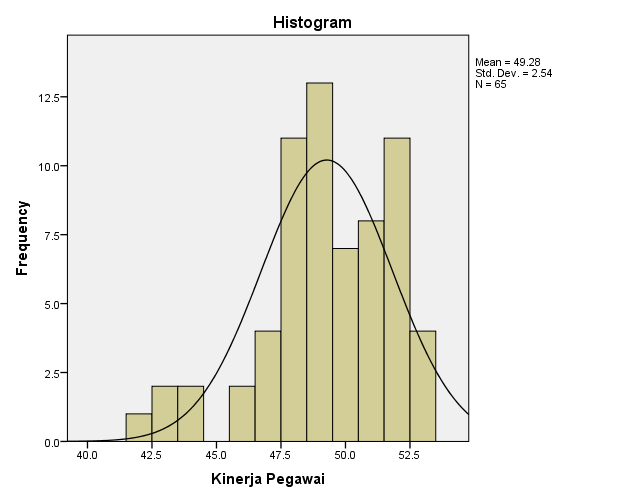 Histogram
Mean = 49.28
Std. Dev. = 2.54
N = 65
Frequency
12.5
10.0
7.5
5.0
2.5
0.0
40.0 42.5 45.0 47.5 50.0 52.5
Kinerja Pegawai